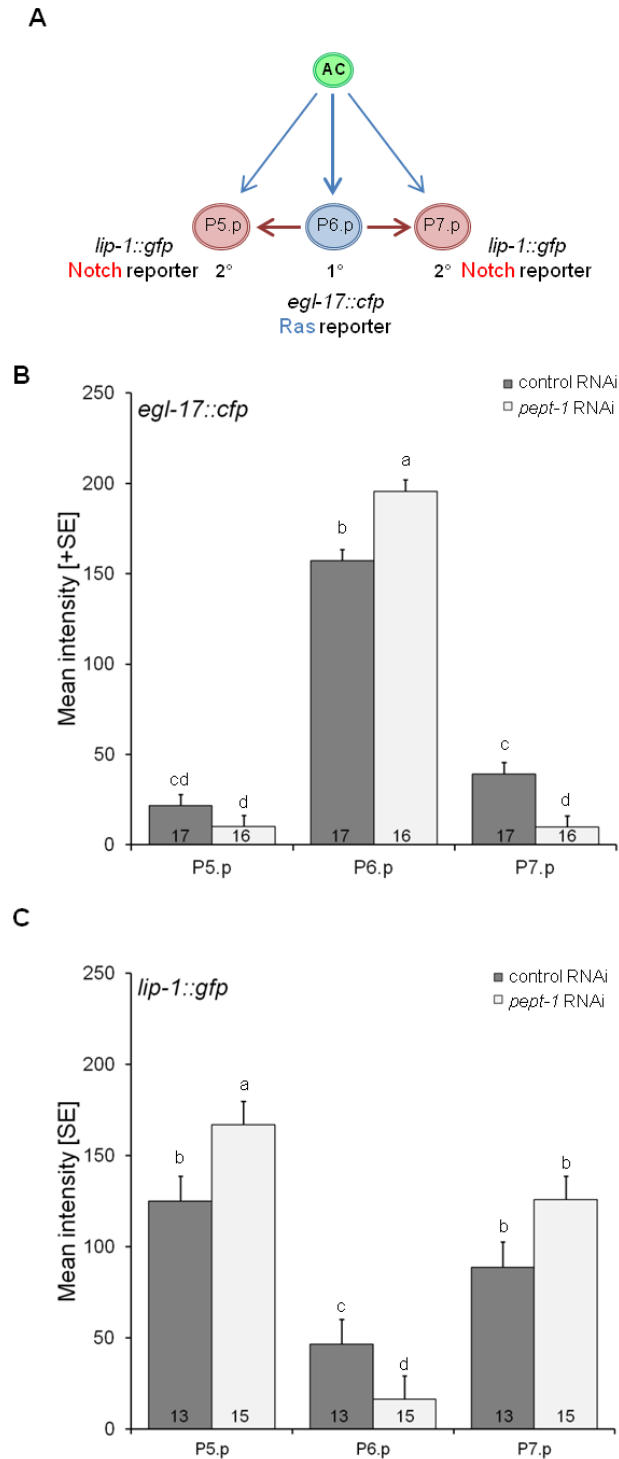 A
AC
P5.p P6.p P7.p
lip-1::gfp lip-1::gfp
Notch reporter 2° 1° 2° Notch reporter
egl-17::cfp
Ras reporter
B
egl-17::cfp
control RNAi
pept-1 RNAi
Mean intensity [+SE]
250
200
150
100
50
0
cd d b a c d
17 16 17 16 17 16
P5.p P6.p P7.p
C
lip-1::gfp
control RNAi
pept-1 RNAi
Mean intensity [SE]
250
200
150
100
50
0
b a c d b b
13 15 13 15 13 15
P5.p P6.p P7.p